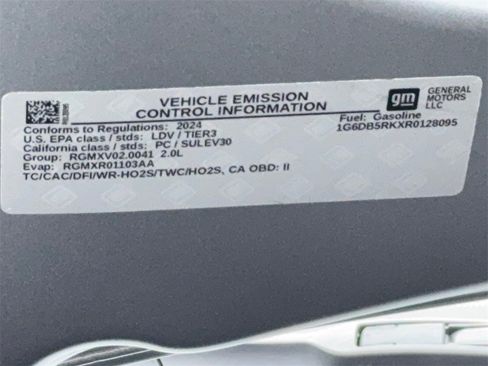 VEHICLE EMISSION
CONTROL INFORMATION
gm
GENERAL
MOTORS
LLC
Conforms to Regulations: 2024
Fuel: Gasoline
U.S. EPA class / stds: LDV / TIER3
1G6DB5RKXR0128095
California class / stds: PC / SULEV30
Group: RGMXV02.0041 2.0L
Evap: RGMXR01103AA
TC/CAC/DFI/WR-HO2S/TWC/HO2S, CA OBD: II